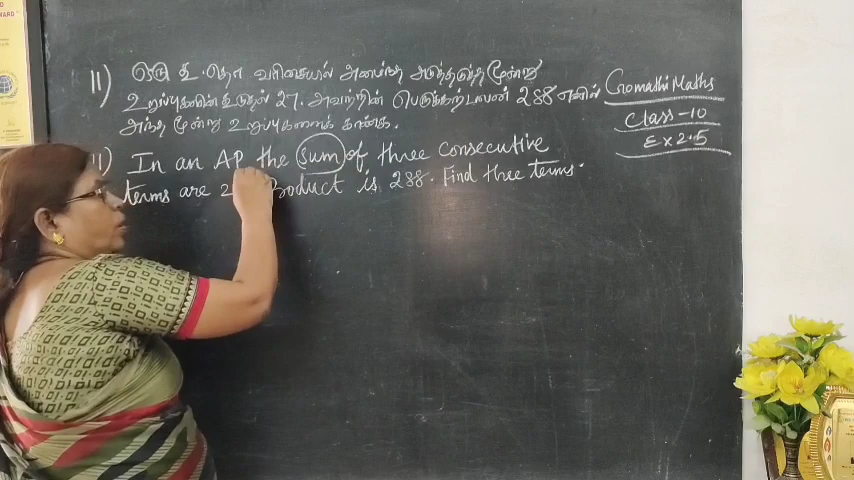 11) ஒரு கூ.தொ வரிசையில் அமைந்த அடுத்தடுத்த மூன்று
உறுப்புகளின் கூடுதல் 27. அவற்றின் பெருக்கற்பலன் 288 எனில்
அந்த மூன்று உறுப்புகளைக் காண்க.
Gomathi Maths
Class-10
Ex 2.5
11) In an AP the sum of three consecutive
terms are is 288. Find three terms.